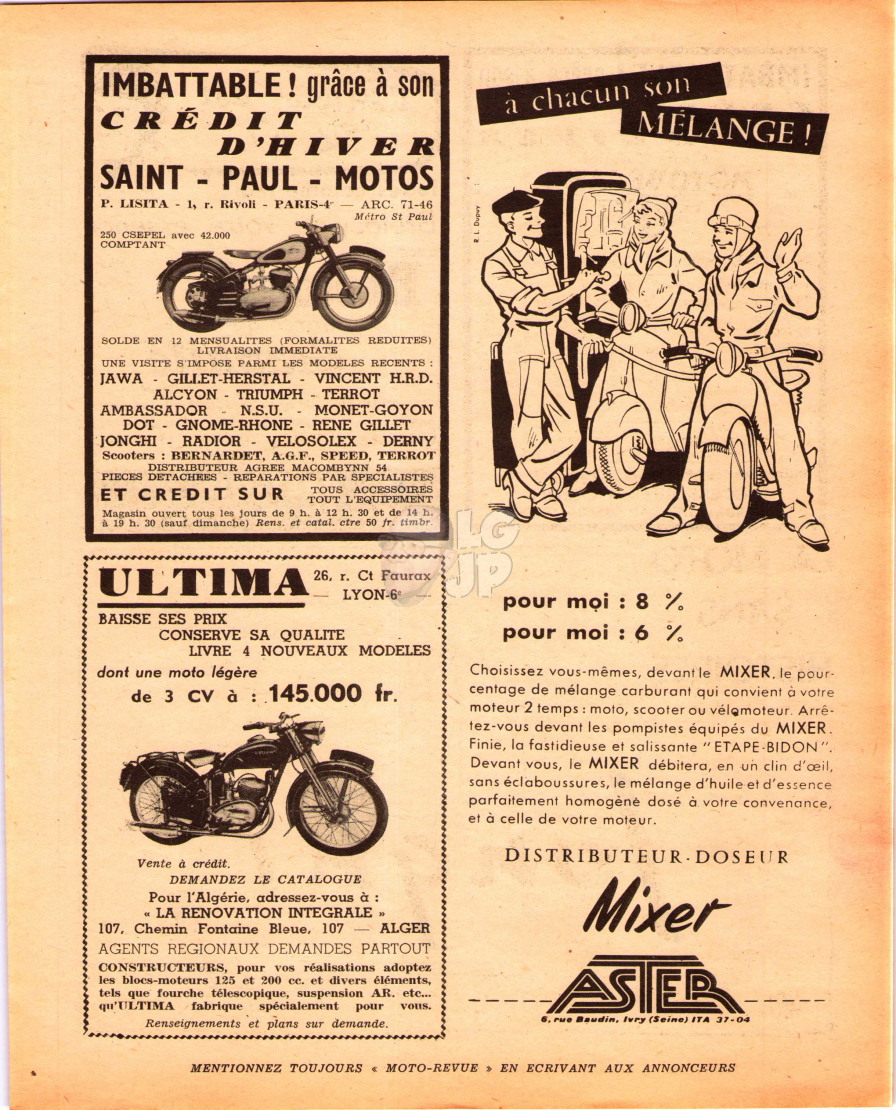 IMBATTABLE ! grâce à son
CRÉDIT
D'HIVER
SAINT - PAUL - MOTOS
P. LISITA - 1, r. Rivoli - PARIS-4e — ARC. 71-46
Métro St Paul
250 CSEPEL avec 42.000
COMPTANT
SOLDE EN 12 MENSUALITES (FORMALITES REDUITES)
LIVRAISON IMMEDIATE
UNE VISITE S'IMPOSE PARMI LES MODELES RECENTS :
JAWA - GILLET-HERSTAL - VINCENT H.R.D.
ALCYON - TRIUMPH - TERROT
AMBASSADOR - N.S.U. - MONET-GOYON
DOT - GNOME-RHONE - RENE GILLET
JONGHI - RADIOR - VELOSOLEX - DERNY
Scooters : BERNARDET, A.G.F., SPEED, TERROT
DISTRIBUTEUR AGREE MACOMBYNN 54
PIECES DETACHEES - REPARATIONS PAR SPECIALISTES
ET CREDIT SUR TOUS ACCESSOIRES
TOUT L'EQUIPEMENT
Magasin ouvert tous les jours de 9 h. à 12 h. 30 et de 14 h.
à 19 h. 30 (sauf dimanche) Rens. et catal. ctre 50 fr. timbr.
ULTIMA 26, r. Ct Faurax
— LYON-6e —
BAISSE SES PRIX
CONSERVE SA QUALITE
LIVRE 4 NOUVEAUX MODELES
dont une moto légère
de 3 CV à : 145.000 fr.
Vente à crédit.
DEMANDEZ LE CATALOGUE
Pour l'Algérie, adressez-vous à :
« LA RENOVATION INTEGRALE »
107, Chemin Fontaine Bleue, 107 — ALGER
AGENTS REGIONAUX DEMANDES PARTOUT
CONSTRUCTEURS, pour vos réalisations adoptez
les blocs-moteurs 125 et 200 cc. et divers éléments,
tels que fourche télescopique, suspension AR. etc...
qu'ULTIMA fabrique spécialement pour vous.
Renseignements et plans sur demande.
à chacun son
MÉLANGE !
R. L. Dupuy
pour moi : 8 %
pour moi : 6 %
Choisissez vous-mêmes, devant le MIXER, le pour-
centage de mélange carburant qui convient à votre
moteur 2 temps : moto, scooter ou vélomoteur. Arrê-
tez-vous devant les pompistes équipés du MIXER.
Finie, la fastidieuse et salissante "ETAPE-BIDON".
Devant vous, le MIXER débitera, en un clin d'œil,
sans éclaboussures, le mélange d'huile et d'essence
parfaitement homogène dosé à votre convenance,
et à celle de votre moteur.
DISTRIBUTEUR-DOSEUR
Mixer
ASTER
6, rue Baudin, Ivry (Seine) ITA 37-04
LG
UP
MENTIONNEZ TOUJOURS « MOTO-REVUE » EN ECRIVANT AUX ANNONCEURS